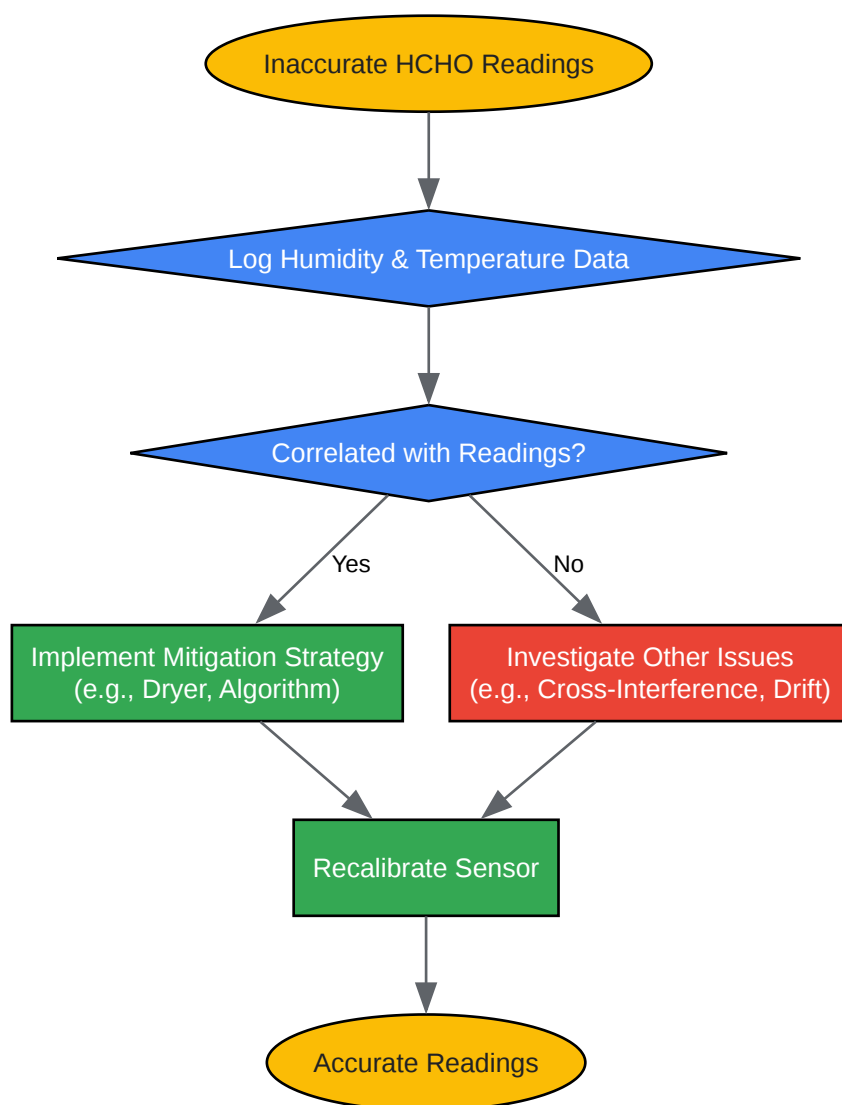 Inaccurate HCHO Readings
Log Humidity & Temperature Data
Correlated with Readings?
Yes
No
Implement Mitigation Strategy
(e.g., Dryer, Algorithm)
Investigate Other Issues
(e.g., Cross-Interference, Drift)
Recalibrate Sensor
Accurate Readings